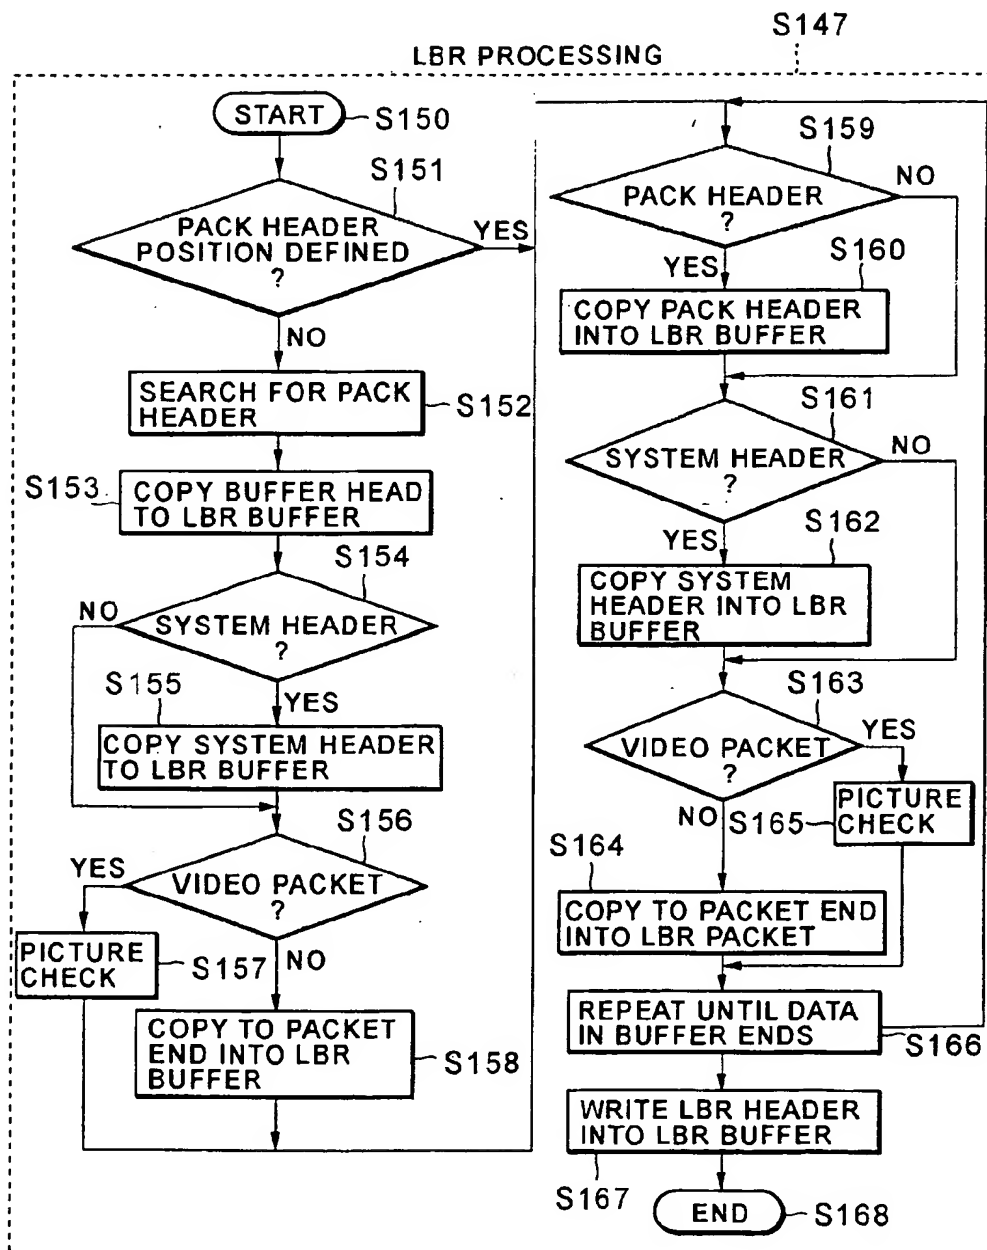 S147
LBR PROCESSING
START
S150
S151
PACK HEADER
POSITION DEFINED
?
YES
NO
SEARCH FOR PACK
HEADER
S152
S153
COPY BUFFER HEAD
TO LBR BUFFER
S154
NO
SYSTEM HEADER
?
S155
YES
COPY SYSTEM HEADER
TO LBR BUFFER
S156
YES
VIDEO PACKET
?
PICTURE
CHECK
S157
NO
COPY TO PACKET
END INTO LBR
BUFFER
S158
S159
NO
PACK HEADER
?
S160
YES
COPY PACK HEADER
INTO LBR BUFFER
S161
NO
SYSTEM HEADER
?
S162
YES
COPY SYSTEM
HEADER INTO LBR
BUFFER
S163
YES
VIDEO PACKET
?
PICTURE
CHECK
NO
S165
S164
COPY TO PACKET END
INTO LBR PACKET
REPEAT UNTIL DATA
IN BUFFER ENDS
S166
WRITE LBR HEADER
INTO LBR BUFFER
S167
END
S168